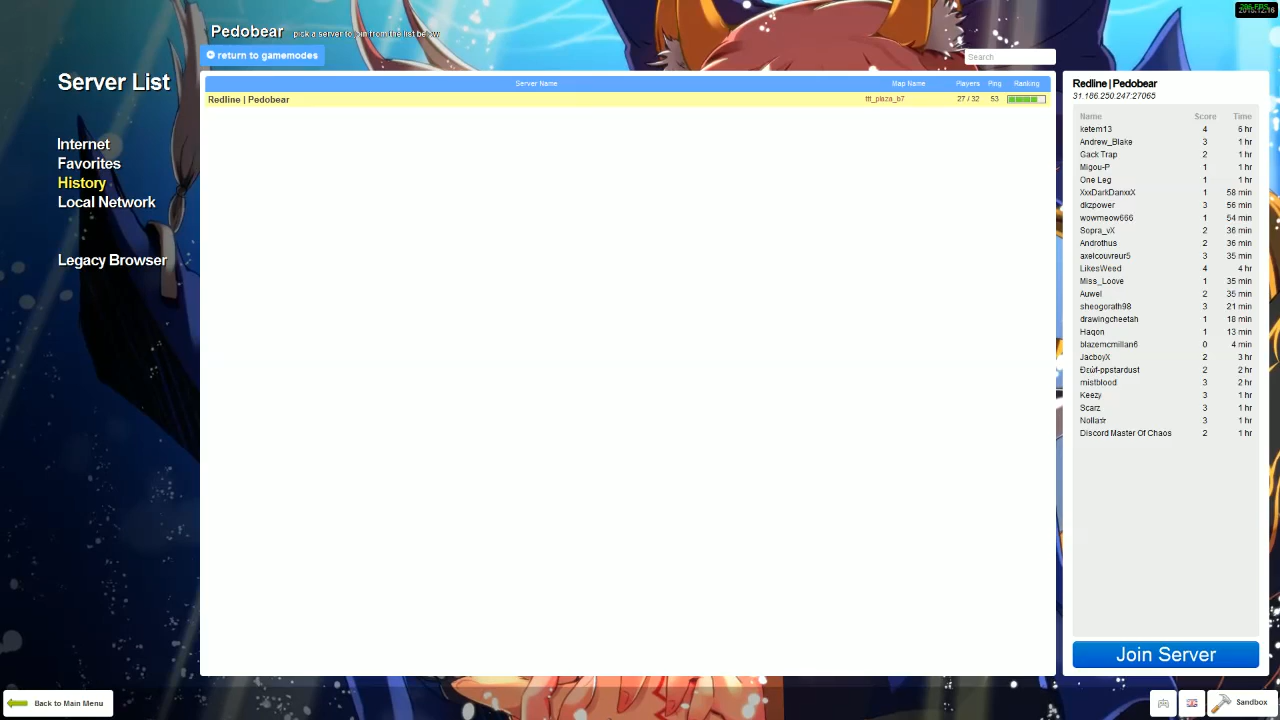 286 FPS
Pedobear pick a server to join from the list below
return to gamemodes
Search
Server List
Internet
Favorites
History
Local Network
Legacy Browser
Server Name Map Name Players Ping Ranking
Redline | Pedobear ttt_plaza_b7 27 / 32 53
Redline | Pedobear
31.186.250.247:27065
Name Score Time
ketem13 4 6 hr
Andrew_Blake 3 1 hr
Gack Trap 2 1 hr
Migou-P 1 1 hr
One Leg 1 1 hr
XxxDarkDanxxX 1 58 min
dkzpower 3 56 min
wowmeow666 1 54 min
Sopra_vX 2 36 min
Androthus 2 36 min
axelcouvreur5 3 35 min
LikesWeed 4 4 hr
Miss_Loove 1 35 min
Auwel 2 35 min
sheogorath98 3 21 min
drawingcheetah 1 18 min
Haqon 1 13 min
blazemcmillan6 0 4 min
JacboyX 2 3 hr
2 2 hr
mistblood 3 2 hr
Keezy 3 1 hr
Scarz 3 1 hr
Nolla☆ 3 1 hr
Discord Master Of Chaos 2 1 hr
Join Server
Back to Main Menu
Sandbox